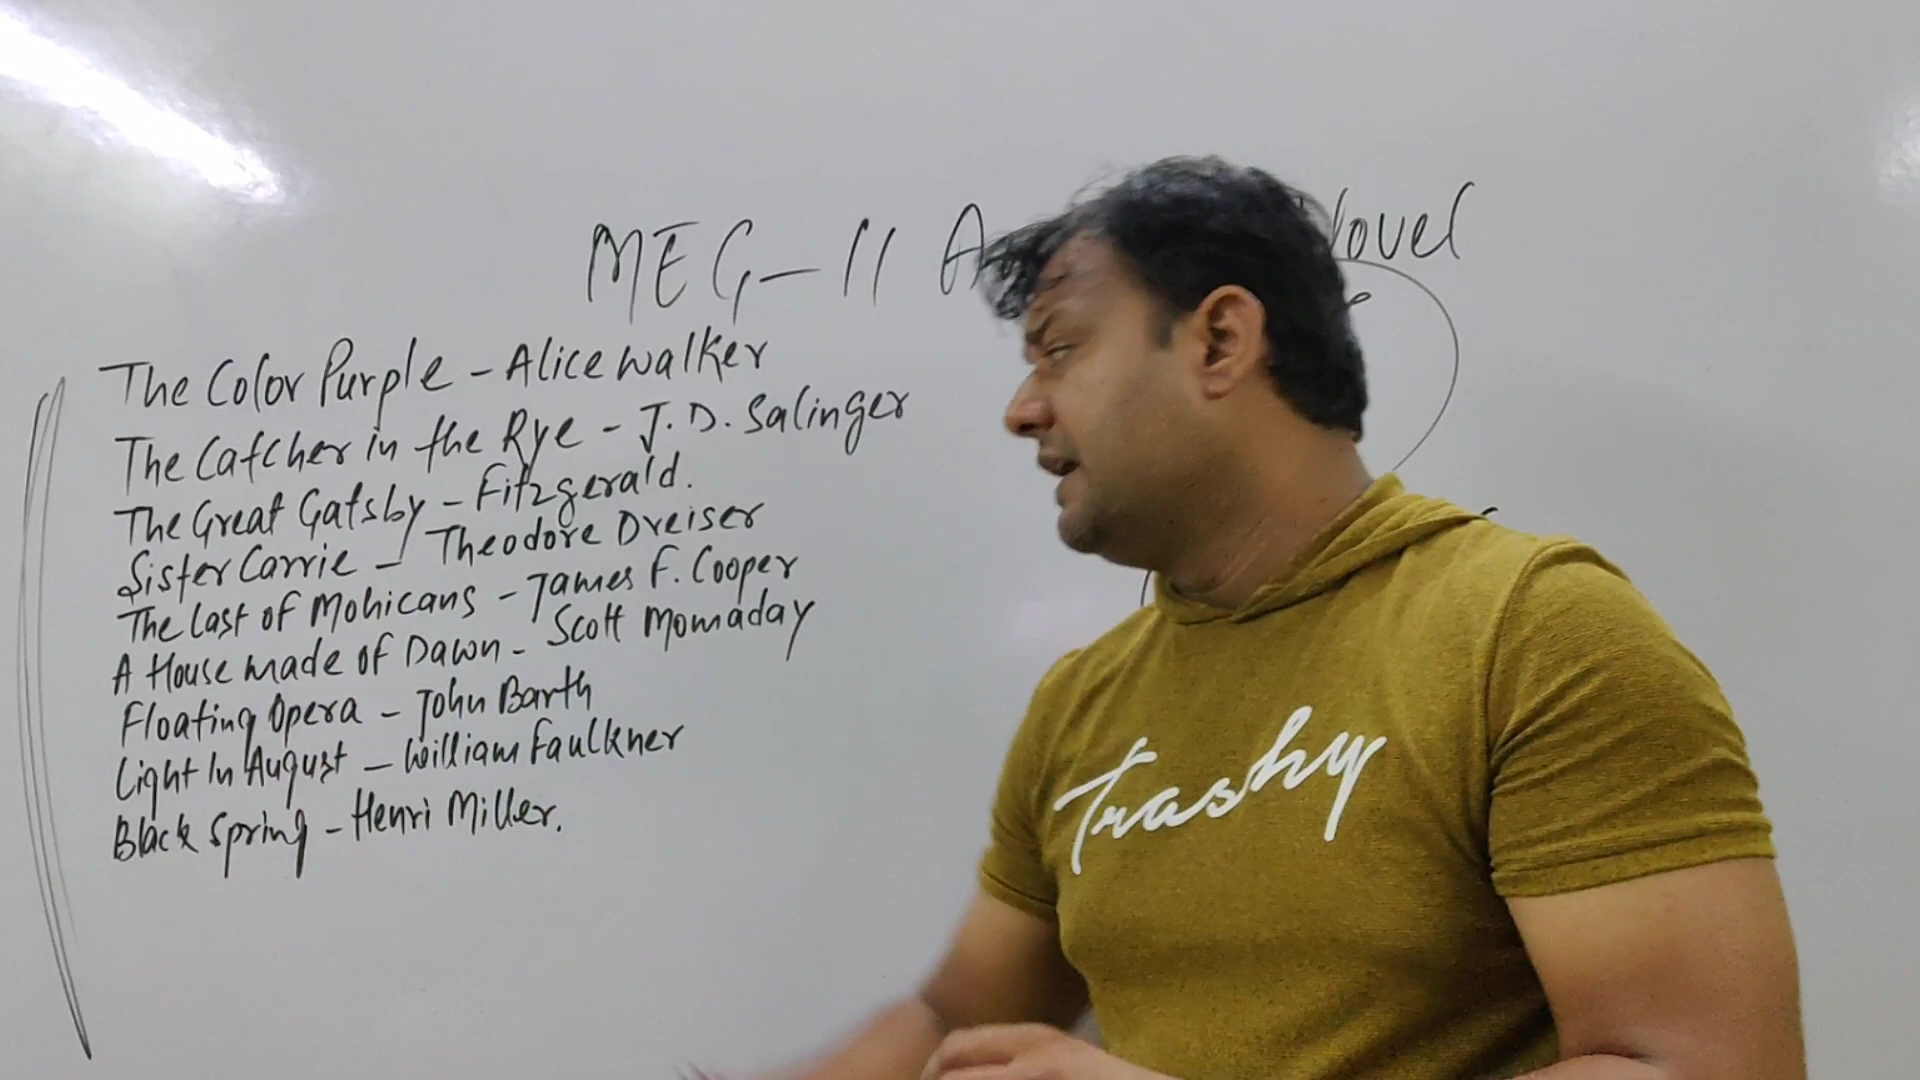 MEG-11 A Novel
The Color Purple - Alice walker
The Catcher in the Rye - J. D. Salinger
The Great Gatsby - Fitzgerald.
Sister Carrie - Theodore Dreiser
The Last of Mohicans - James F. Cooper
A House made of Dawn - Scott Momaday
Floating Opera - John Barth
Light In August - William Faulkner
Black Spring - Henri Miller.
Trashy